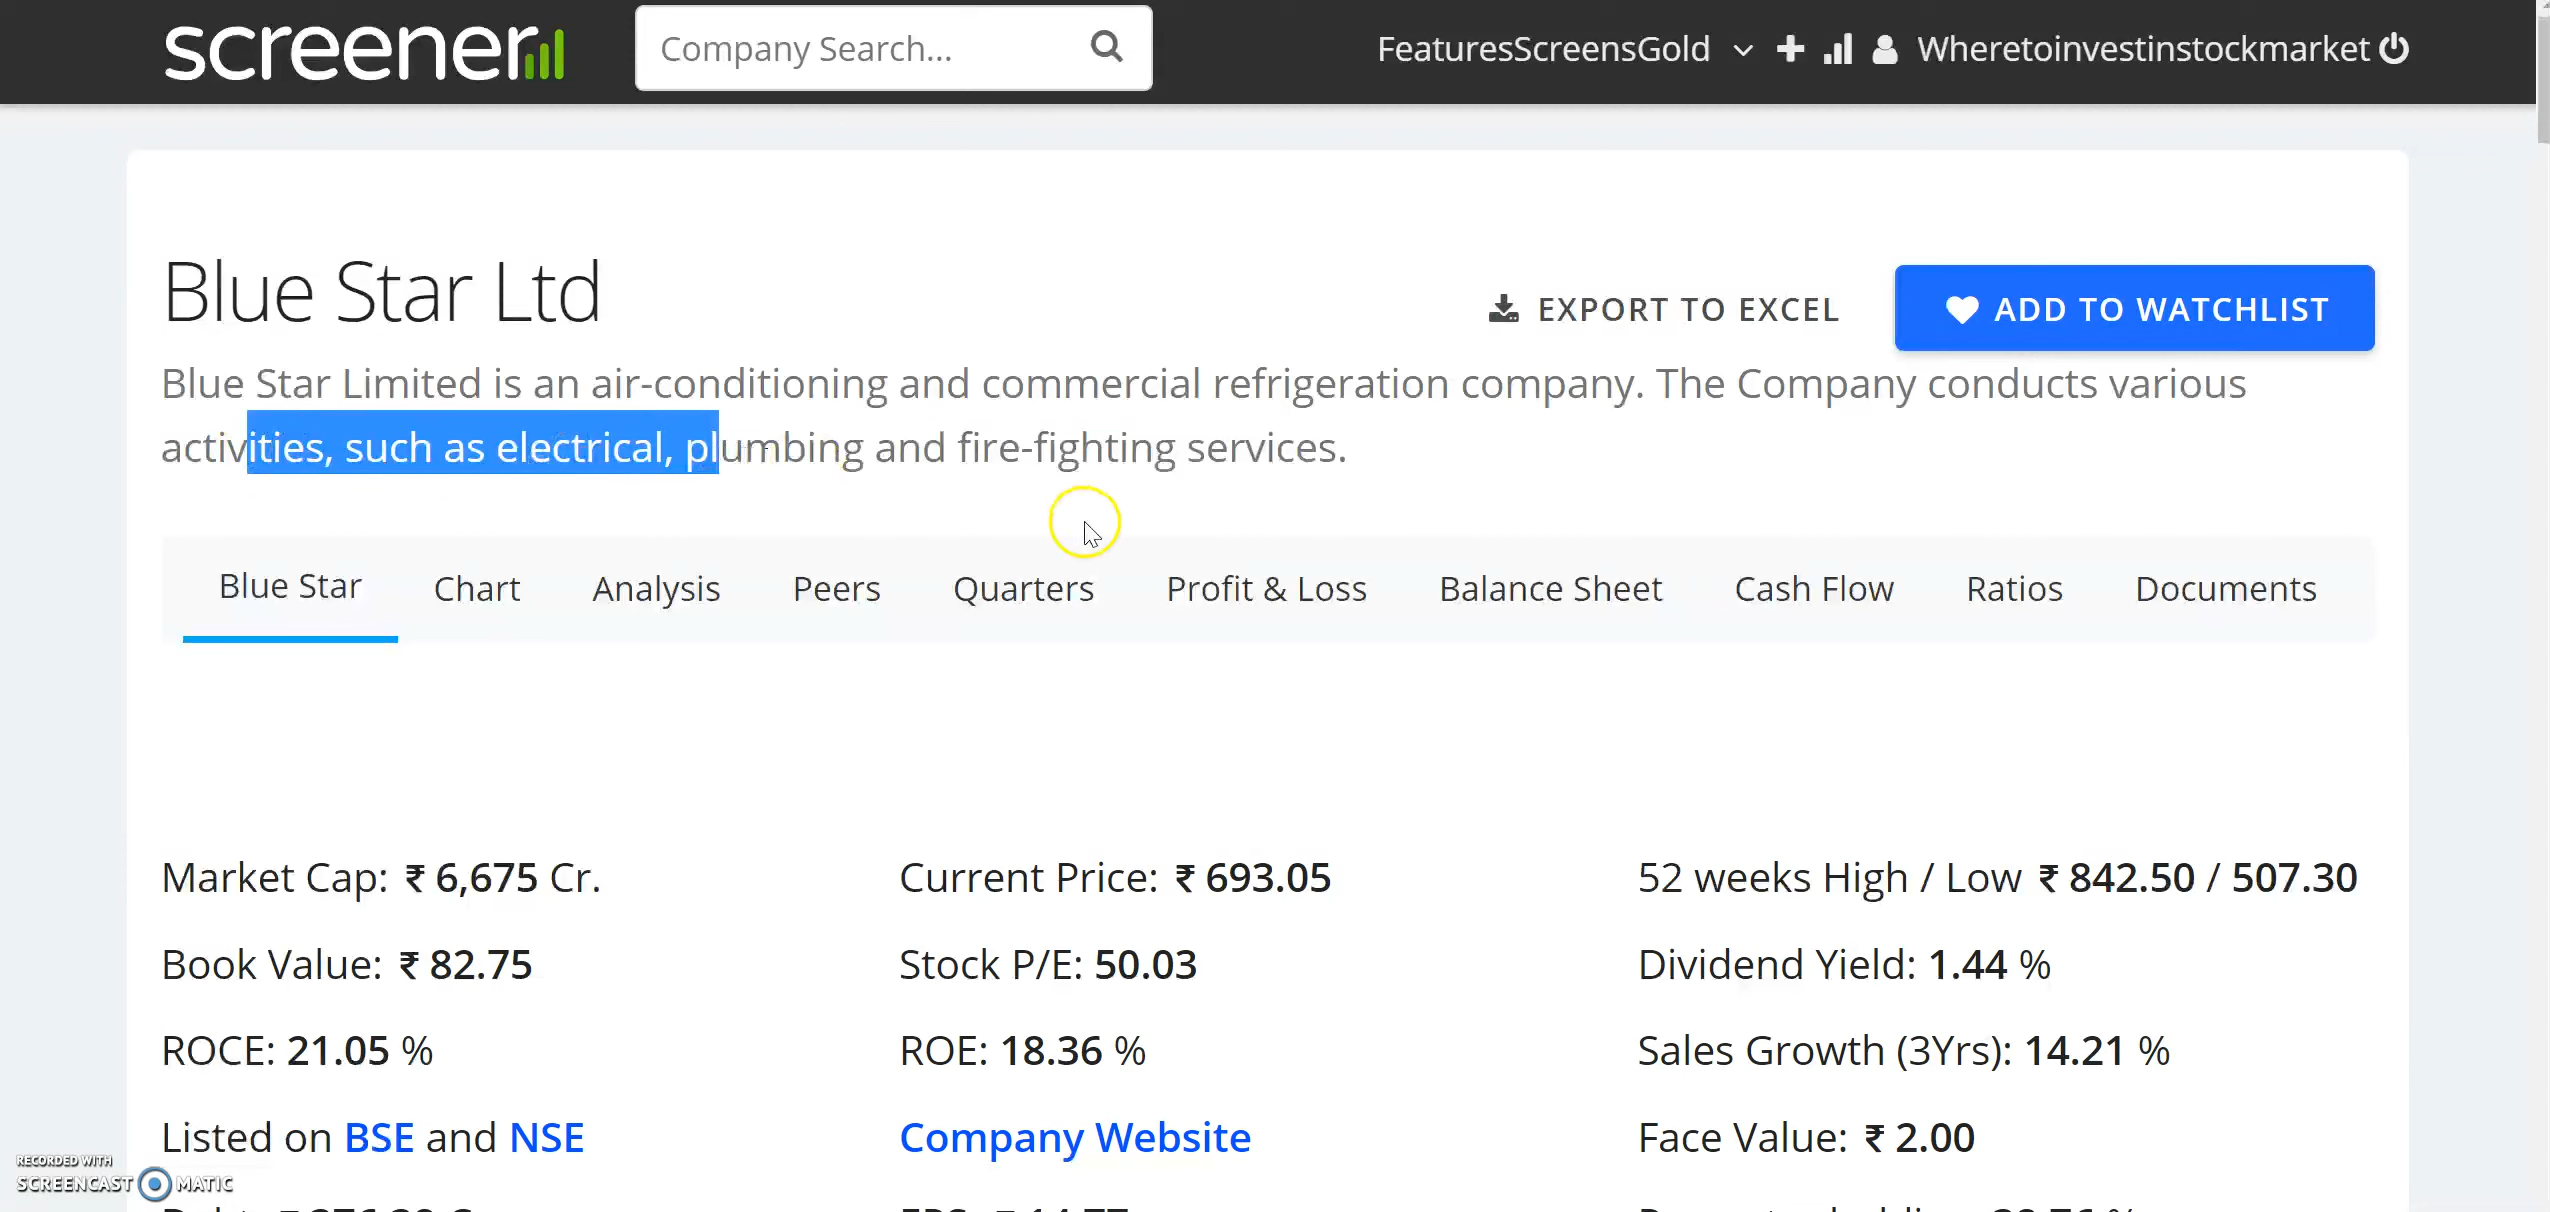 screener
Company Search...
FeaturesScreensGold
Wheretoinvestinstockmarket
Blue Star Ltd
EXPORT TO EXCEL
ADD TO WATCHLIST
Blue Star Limited is an air-conditioning and commercial refrigeration company. The Company conducts various
activities, such as electrical, plumbing and fire-fighting services.
Blue Star Chart Analysis Peers Quarters Profit & Loss Balance Sheet Cash Flow Ratios Documents
Market Cap: ₹ 6,675 Cr. Current Price: ₹ 693.05 52 weeks High / Low ₹ 842.50 / 507.30
Book Value: ₹ 82.75 Stock P/E: 50.03 Dividend Yield: 1.44 %
ROCE: 21.05 % ROE: 18.36 % Sales Growth (3Yrs): 14.21 %
Listed on BSE and NSE Company Website Face Value: ₹ 2.00
RECORDED WITH
SCREENCAST MATIC